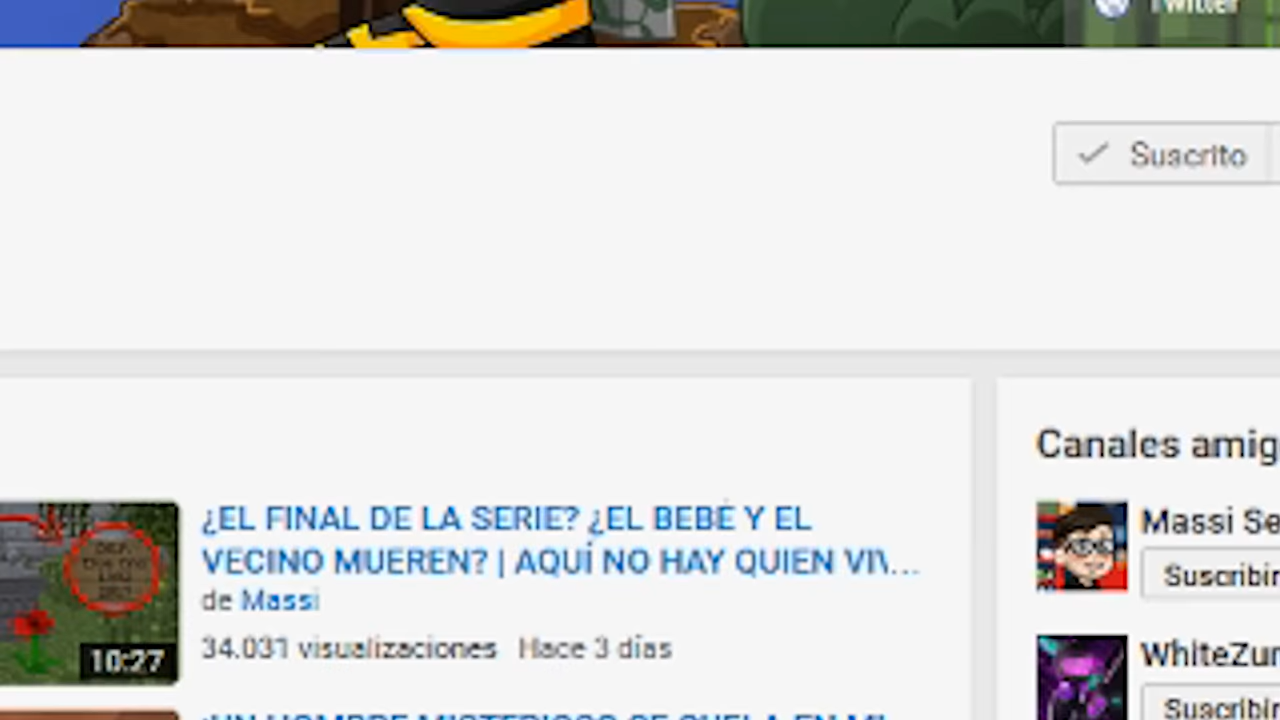 Twitter
Suscrito
Canales amig
¿EL FINAL DE LA SERIE? ¿EL BEBÉ Y EL
VECINO MUEREN? | AQUÍ NO HAY QUIEN VI...
de Massi
34.031 visualizaciones Hace 3 días
10:27
Massi Se
Suscribir
WhiteZur
Suscribir